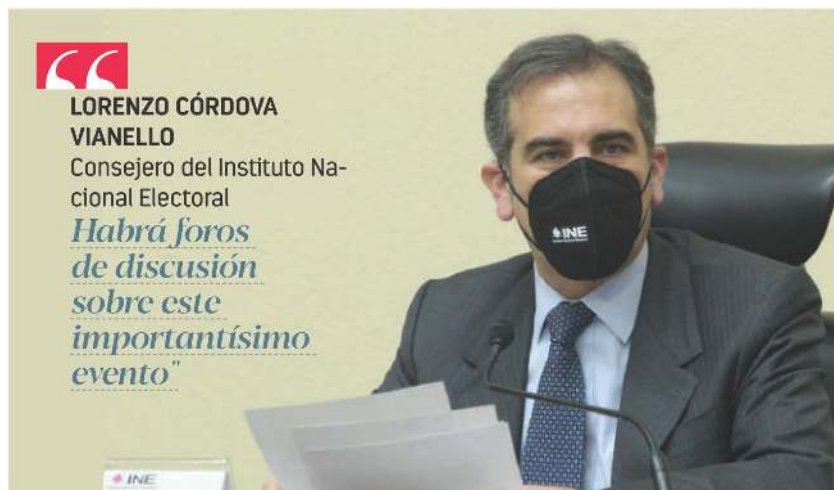 LORENZO CÓRDOVA
VIANELLO
Consejero del Instituto Na-
cional Electoral
Habrá foros
de discusión
sobre este
importantísimo
evento"
INE
INE